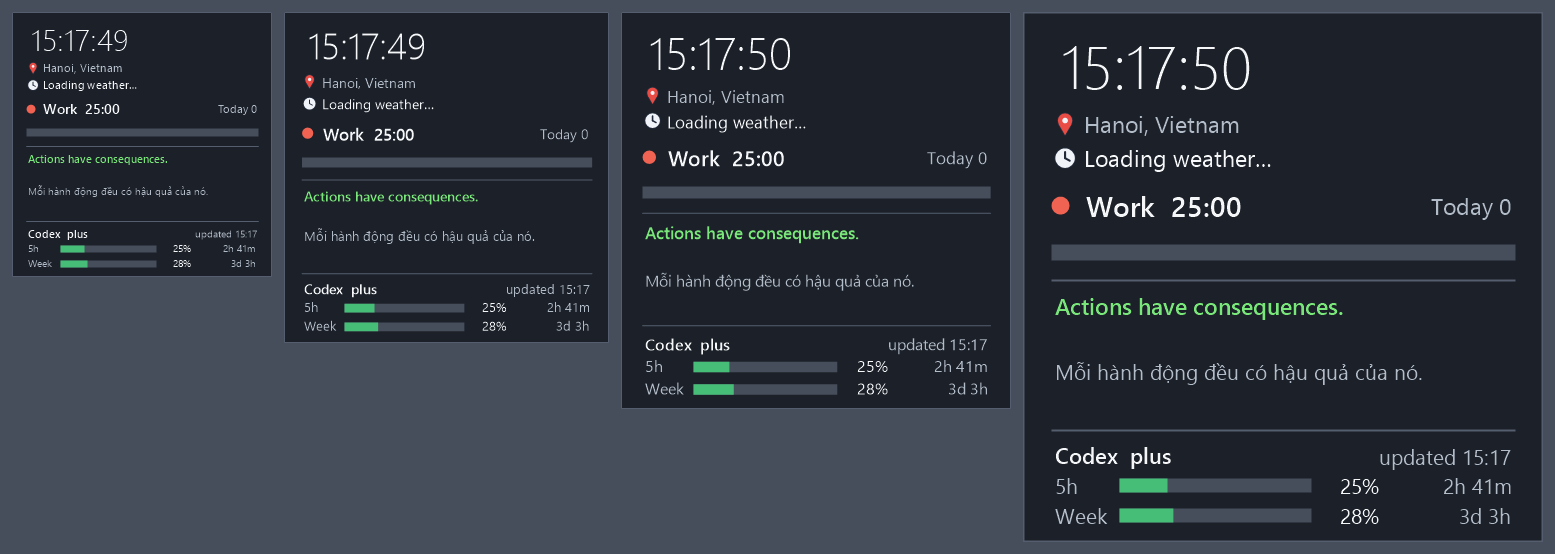 15:17:49
Hanoi, Vietnam
Loading weather...
Work 25:00 Today 0
Actions have consequences.
Mỗi hành động đều có hậu quả của nó.
Codex plus updated 15:17
5h 25% 2h 41m
Week 28% 3d 3h
15:17:49
Hanoi, Vietnam
Loading weather...
Work 25:00 Today 0
Actions have consequences.
Mỗi hành động đều có hậu quả của nó.
Codex plus updated 15:17
5h 25% 2h 41m
Week 28% 3d 3h
15:17:50
Hanoi, Vietnam
Loading weather...
Work 25:00 Today 0
Actions have consequences.
Mỗi hành động đều có hậu quả của nó.
Codex plus updated 15:17
5h 25% 2h 41m
Week 28% 3d 3h
15:17:50
Hanoi, Vietnam
Loading weather...
Work 25:00 Today 0
Actions have consequences.
Mỗi hành động đều có hậu quả của nó.
Codex plus updated 15:17
5h 25% 2h 41m
Week 28% 3d 3h